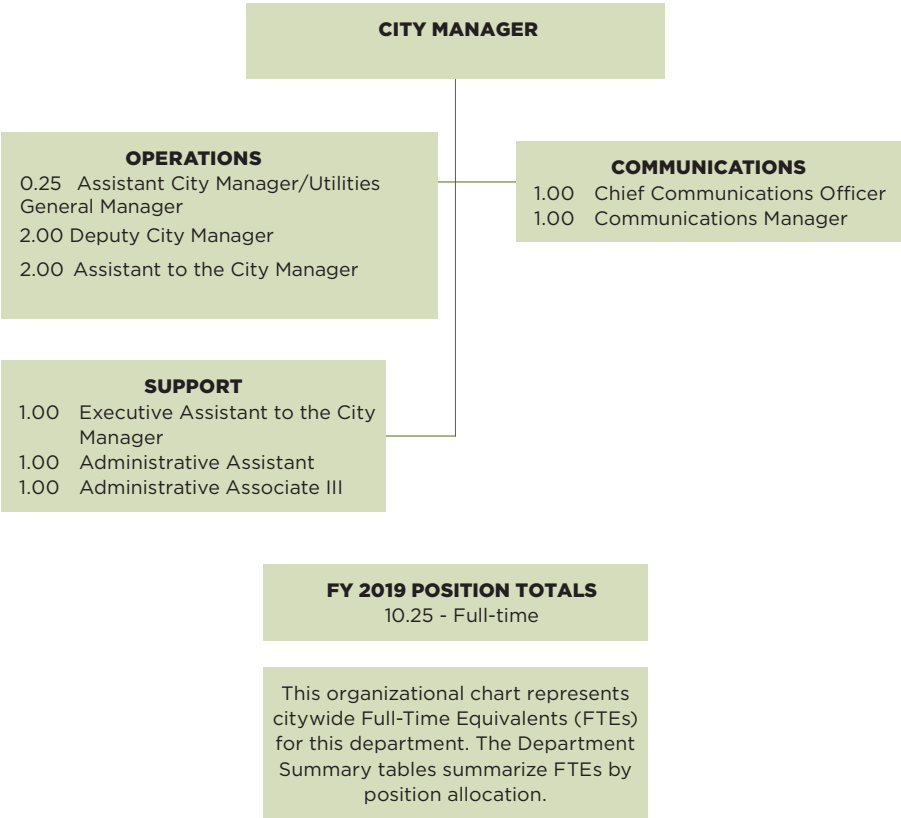 CITY MANAGER
OPERATIONS
0.25 Assistant City Manager/Utilities
General Manager
2.00 Deputy City Manager
2.00 Assistant to the City Manager
COMMUNICATIONS
1.00 Chief Communications Officer
1.00 Communications Manager
SUPPORT
1.00 Executive Assistant to the City
Manager
1.00 Administrative Assistant
1.00 Administrative Associate III
FY 2019 POSITION TOTALS
10.25 - Full-time
This organizational chart represents
citywide Full-Time Equivalents (FTEs)
for this department. The Department
Summary tables summarize FTEs by
position allocation.